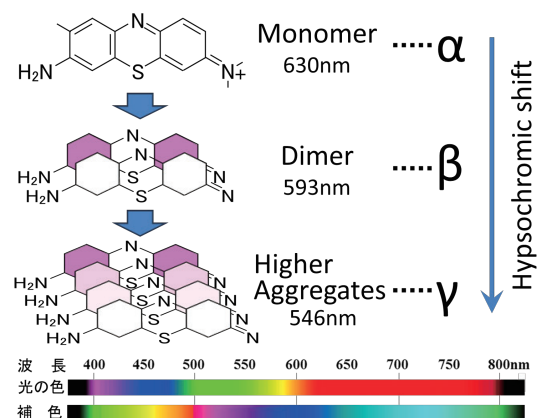 N
H₂N
S
N+
Monomer
630nm
α
N
N
H₂N
S
N
H₂N
S
N
Dimer
593nm
β
N
N
H₂N
S
N
N
H₂N
S
N
N
H₂N
S
N
H₂N
S
N
Higher
Aggregates
546nm
γ
Hypsochromic shift
波 長 400 450 500 550 600 650 700 750 800nm
光の色
補 色